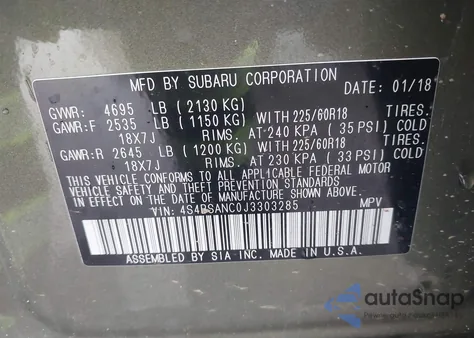 MFD BY SUBARU CORPORATION DATE: 01/18
GVWR: 4695 LB (2130 KG)
GAWR:F 2535 LB (1150 KG) WITH 225/60R18 TIRES.
18X7J RIMS. AT 240 KPA (35 PSI) COLD
GAWR:R 2645 LB (1200 KG) WITH 225/60R18 TIRES.
18X7J RIMS. AT 230 KPA (33 PSI) COLD
THIS VEHICLE CONFORMS TO ALL APPLICABLE FEDERAL MOTOR
VEHICLE SAFETY AND THEFT PREVENTION STANDARDS
IN EFFECT ON THE DATE OF MANUFACTURE SHOWN ABOVE.
VIN: 4S4BSANC0J3303285 MPV
ASSEMBLED BY SIA INC. MADE IN U.S.A.
autoSnap